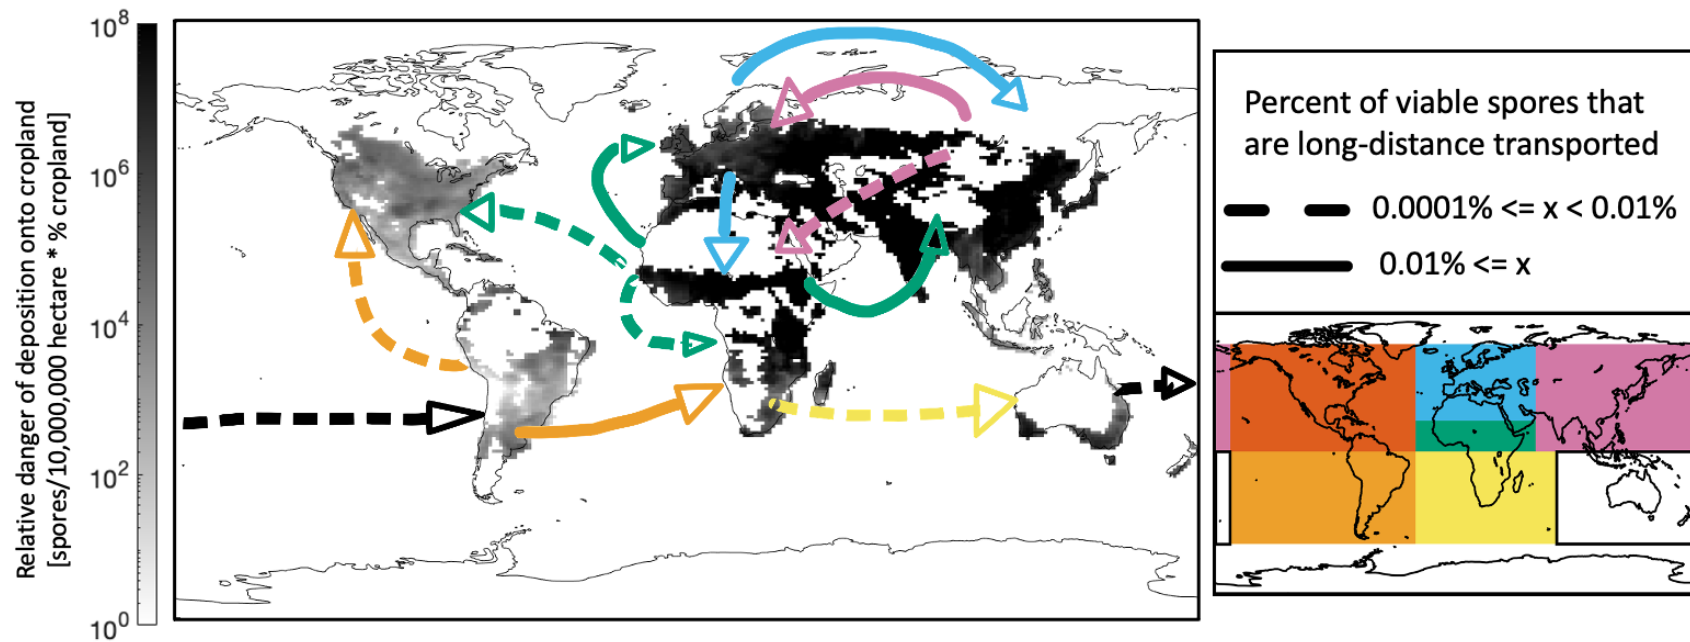 Relative danger of deposition onto cropland
[spores/10,000,000 hectare * % cropland]
10^8
10^6
10^4
10^2
10^0
Percent of viable spores that
are long-distance transported
0.0001% <= x < 0.01%
0.01% <= x